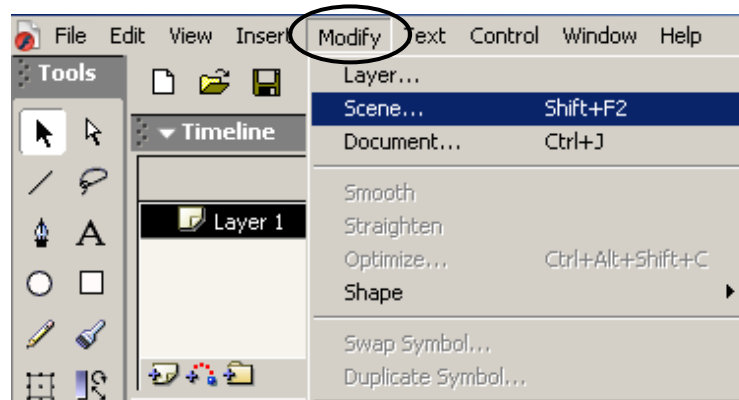 File Edit View Insert Modify Text Control Window Help
Tools
Layer...
Scene... Shift+F2
Timeline
Document... Ctrl+J
Smooth
Layer 1
Straighten
Optimize... Ctrl+Alt+Shift+C
Shape
Swap Symbol...
Duplicate Symbol...